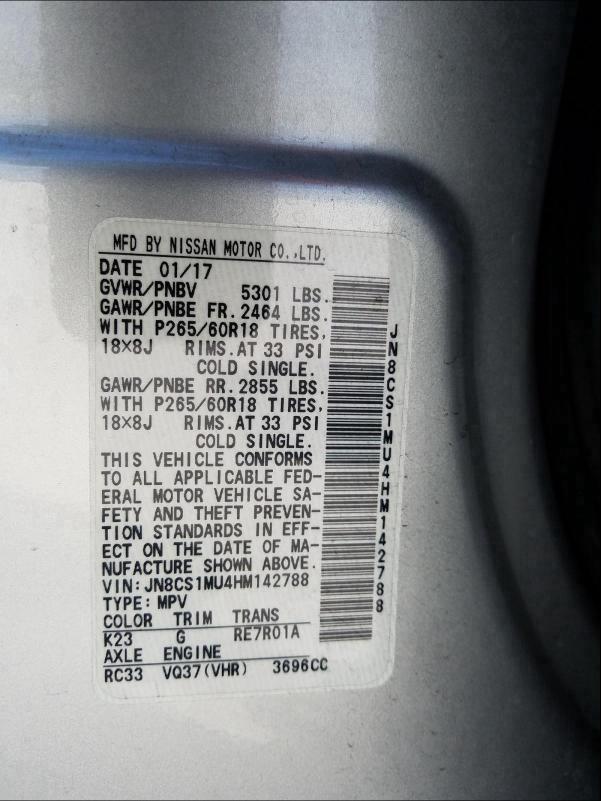 MFD BY NISSAN MOTOR CO.,LTD.
DATE 01/17
GVWR/PNBV 5301 LBS.
GAWR/PNBE FR. 2464 LBS.
WITH P265/60R18 TIRES,
18×8J RIMS.AT 33 PSI
COLD SINGLE.
GAWR/PNBE RR. 2855 LBS.
WITH P265/60R18 TIRES,
18×8J RIMS.AT 33 PSI
COLD SINGLE.
THIS VEHICLE CONFORMS
TO ALL APPLICABLE FED-
ERAL MOTOR VEHICLE SA-
FETY AND THEFT PREVEN-
TION STANDARDS IN EFF-
ECT ON THE DATE OF MA-
NUFACTURE SHOWN ABOVE.
VIN:JN8CS1MU4HM142788
TYPE:MPV
COLOR TRIM TRANS
K23 G RE7R01A
AXLE ENGINE
RC33 VQ37(VHR) 3696CC
JN8CS1MU4HM142788